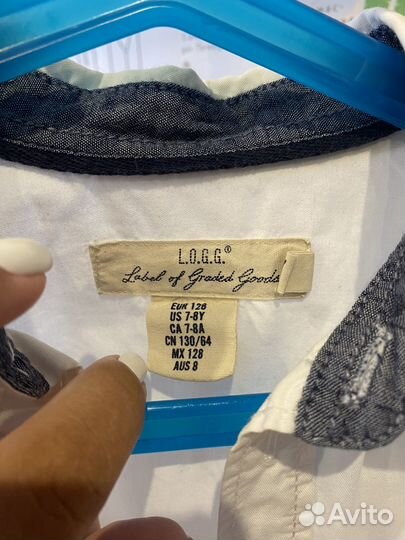 L.O.G.G.®
Label of Graded Goods
EUR 128
US 7-8Y
CA 7-8A
CN 130/64
MX 128
AUS 8
Avito